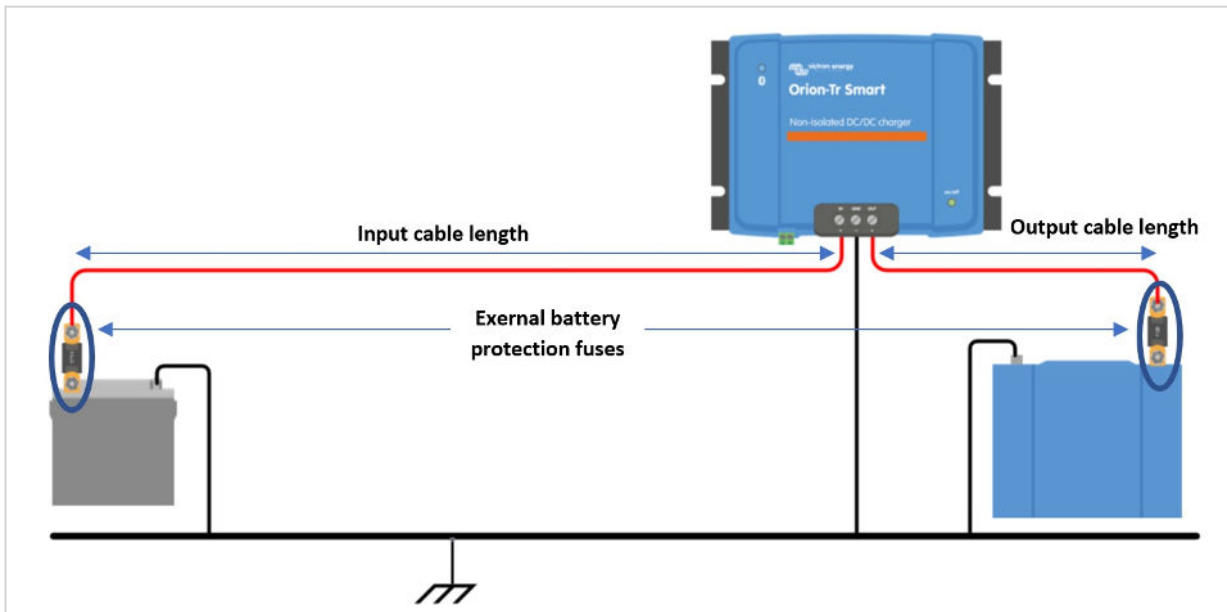 victron energy
Orion-Tr Smart
Non-isolated DC/DC charger
Input cable length
Output cable length
Exernal battery
protection fuses